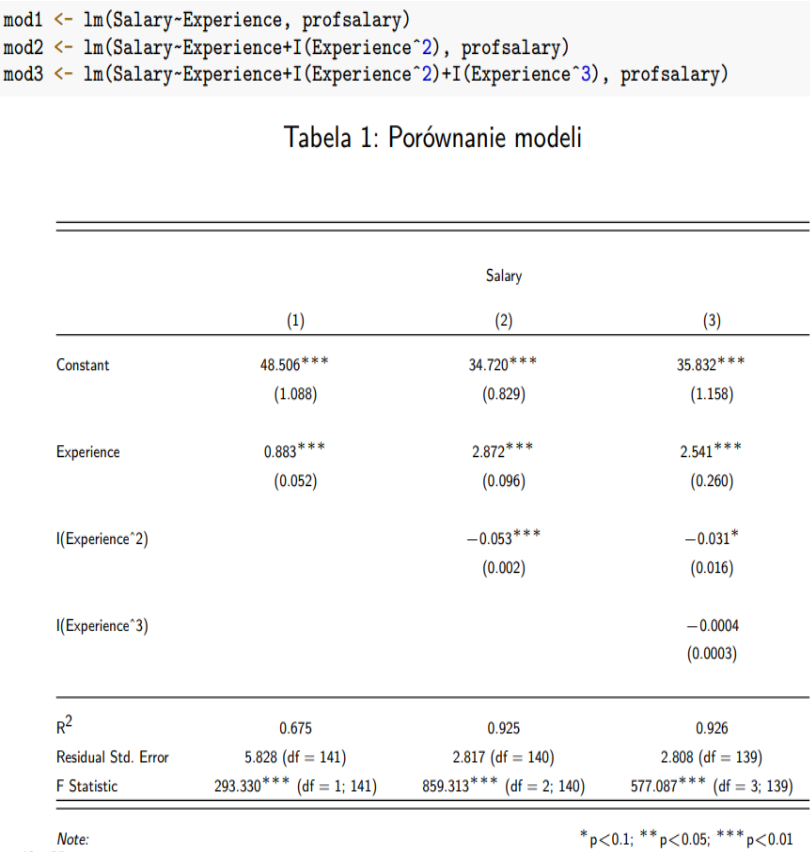 mod1 <- lm(Salary~Experience, profsalary)
mod2 <- lm(Salary~Experience+I(Experience^2), profsalary)
mod3 <- lm(Salary~Experience+I(Experience^2)+I(Experience^3), profsalary)
Tabela 1: Porównanie modeli
Salary
(1) (2) (3)
Constant 48.506*** 34.720*** 35.832***
(1.088) (0.829) (1.158)
Experience 0.883*** 2.872*** 2.541***
(0.052) (0.096) (0.260)
I(Experience^2) −0.053*** −0.031*
(0.002) (0.016)
I(Experience^3) −0.0004
(0.0003)
R2 0.675 0.925 0.926
Residual Std. Error 5.828 (df = 141) 2.817 (df = 140) 2.808 (df = 139)
F Statistic 293.330*** (df = 1; 141) 859.313*** (df = 2; 140) 577.087*** (df = 3; 139)
Note: *p<0.1; **p<0.05; ***p<0.01